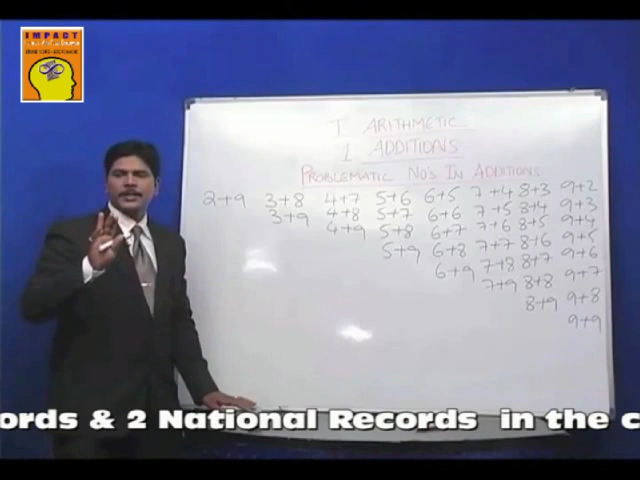 IMPACT
I ARITHMETIC
1 ADDITIONS
PROBLEMATIC NO'S IN ADDITIONS
2+9 3+8 4+7 5+6 6+5 7+4 8+3 9+2
3+9 4+8 5+7 6+6 7+5 8+4 9+3
4+9 5+8 6+7 7+6 8+5 9+4
5+9 6+8 7+7 8+6 9+5
6+9 7+8 8+7 9+6
7+9 8+8 9+7
8+9 9+8
9+9
ords & 2 National Records in the c